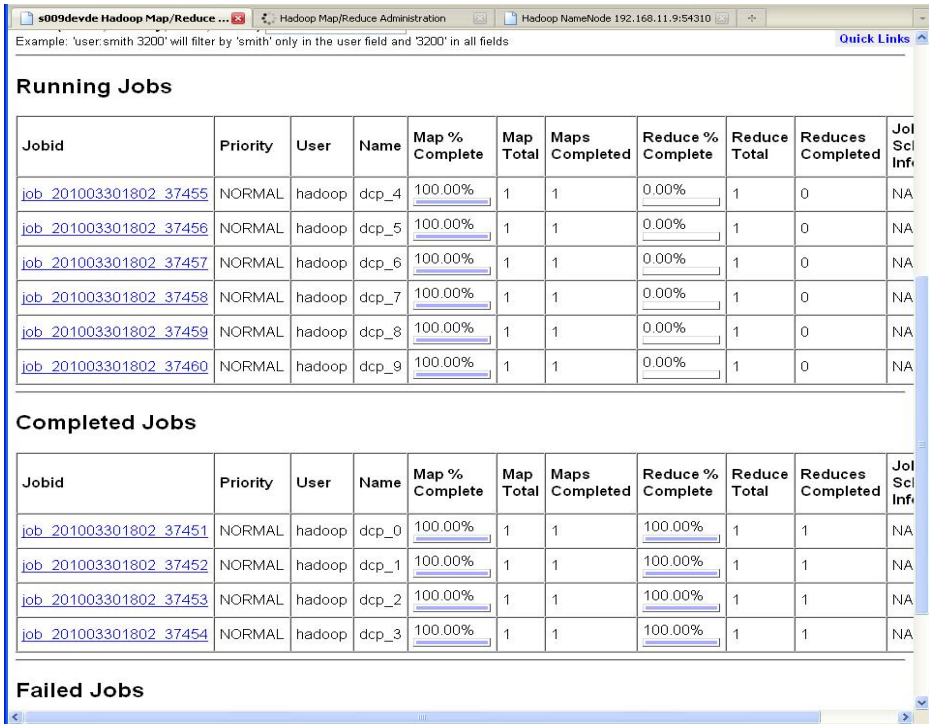 s009devde Hadoop Map/Reduce ... Hadoop Map/Reduce Administration Hadoop NameNode 192.168.11.9:54310
Example: 'user:smith 3200' will filter by 'smith' only in the user field and '3200' in all fields
Quick Links
Running Jobs
Jobid Priority User Name Map % Complete Map Total Maps Completed Reduce % Complete Reduce Total Reduces Completed
job_201003301802_37455 NORMAL hadoop dcp_4 100.00% 1 1 0.00% 1 0 NA
job_201003301802_37456 NORMAL hadoop dcp_5 100.00% 1 1 0.00% 1 0 NA
job_201003301802_37457 NORMAL hadoop dcp_6 100.00% 1 1 0.00% 1 0 NA
job_201003301802_37458 NORMAL hadoop dcp_7 100.00% 1 1 0.00% 1 0 NA
job_201003301802_37459 NORMAL hadoop dcp_8 100.00% 1 1 0.00% 1 0 NA
job_201003301802_37460 NORMAL hadoop dcp_9 100.00% 1 1 0.00% 1 0 NA
Completed Jobs
Jobid Priority User Name Map % Complete Map Total Maps Completed Reduce % Complete Reduce Total Reduces Completed
job_201003301802_37451 NORMAL hadoop dcp_0 100.00% 1 1 100.00% 1 1 NA
job_201003301802_37452 NORMAL hadoop dcp_1 100.00% 1 1 100.00% 1 1 NA
job_201003301802_37453 NORMAL hadoop dcp_2 100.00% 1 1 100.00% 1 1 NA
job_201003301802_37454 NORMAL hadoop dcp_3 100.00% 1 1 100.00% 1 1 NA
Failed Jobs